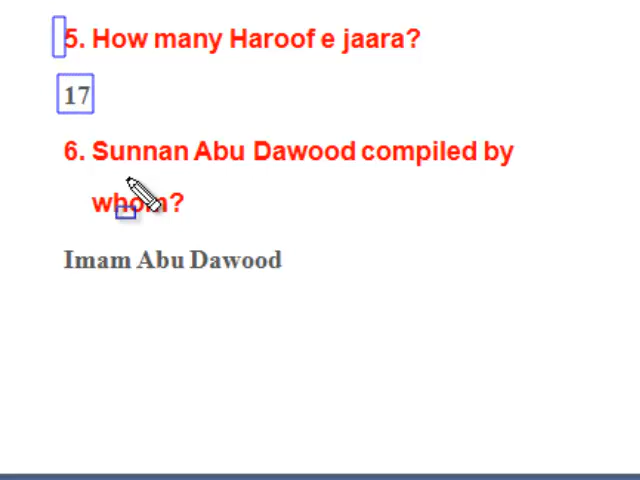 5. How many Haroof e jaara?
17
6. Sunnan Abu Dawood compiled by
whom?
Imam Abu Dawood